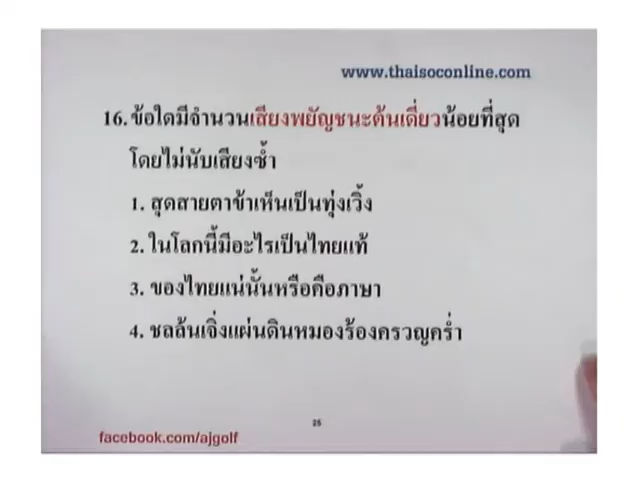 www.thaisoconline.com
16. ข้อใดมีจำนวนเสียงพยัญชนะต้นเดี่ยวน้อยที่สุด
โดยไม่นับเสียงซ้ำ
1. สุดสายตาข้าเห็นเป็นทุ่งเวิ้ง
2. ในโลกนี้มีอะไรเป็นไทยแท้
3. ของไทยแน่นั้นหรือคือภาษา
4. ชลล้นเจิ่งแผ่นดินหมองร้องครวญคร่ำ
25
facebook.com/ajgolf